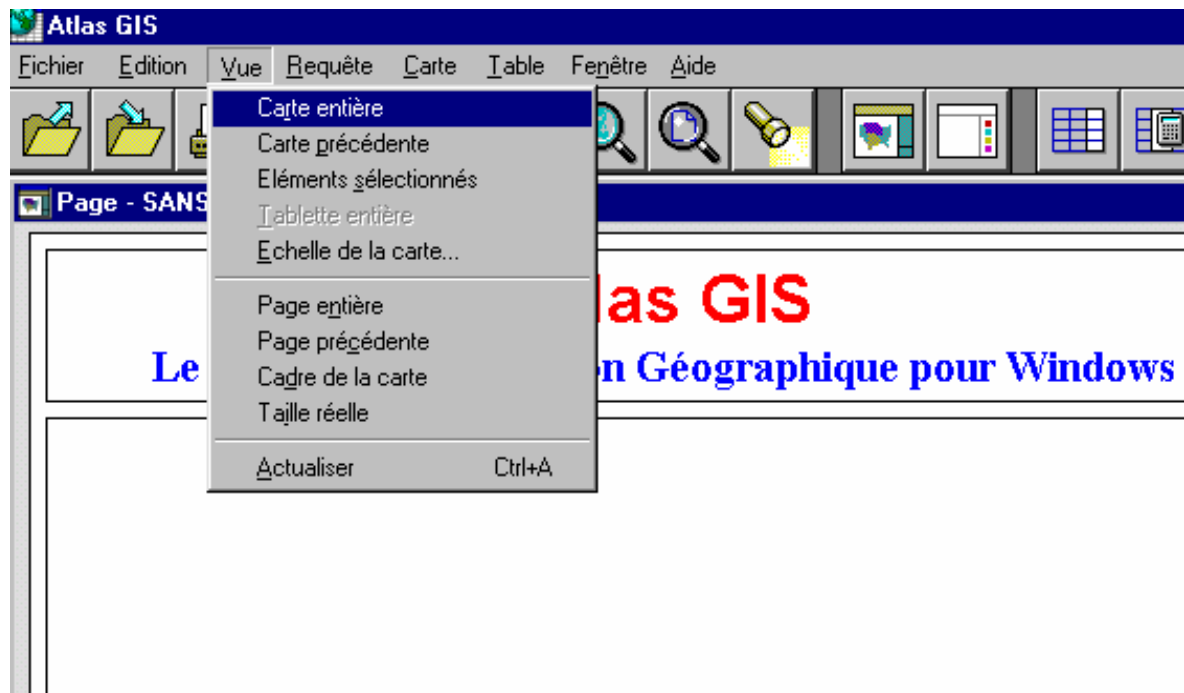 Atlas GIS
Fichier Edition Vue Requête Carte Table Fenêtre Aide
Carte entière
Carte précédente
Eléments sélectionnés
Tablette entière
Echelle de la carte...
Page entière
Page précédente
Cadre de la carte
Taille réelle
Actualiser Ctrl+A
Page - SANS
las GIS
Le n Géographique pour Windows